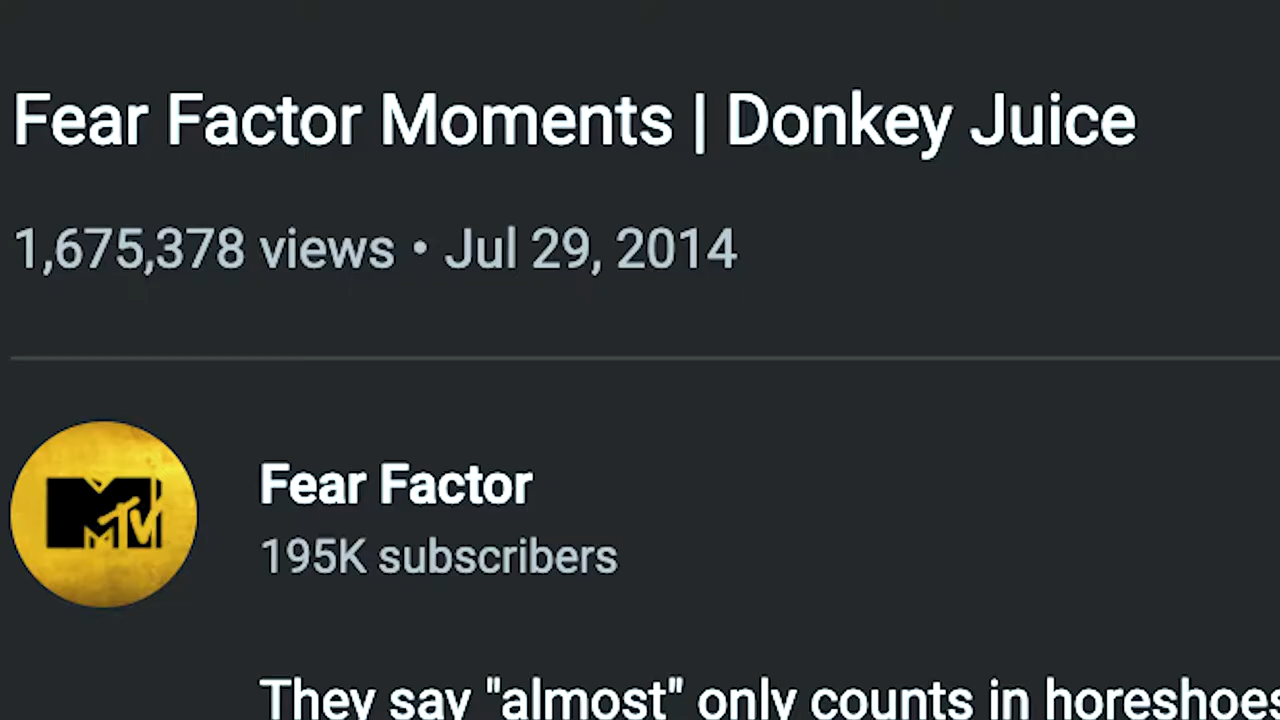 Fear Factor Moments | Donkey Juice
1,675,378 views • Jul 29, 2014
MTV
Fear Factor
195K subscribers
They say "almost" only counts in horeshoes